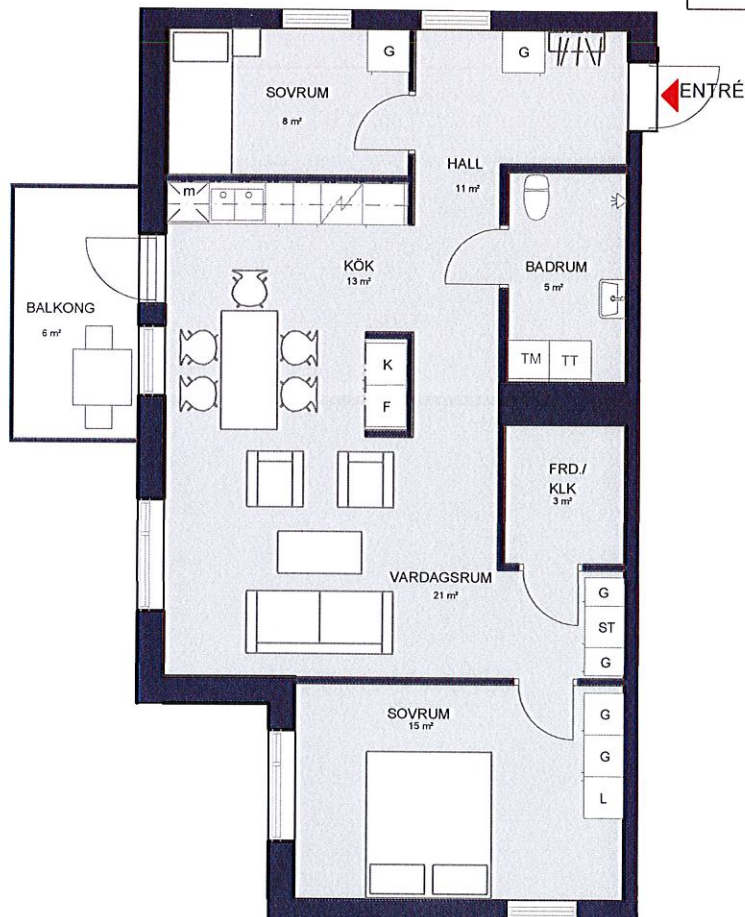 G
G
SOVRUM
8 m²
ENTRÉ
HALL
11 m²
m
KÖK
13 m²
BADRUM
5 m²
BALKONG
6 m²
TM
TT
K
F
FRD./
KLK
3 m²
VARDAGSRUM
21 m²
G
ST
G
SOVRUM
15 m²
G
G
L